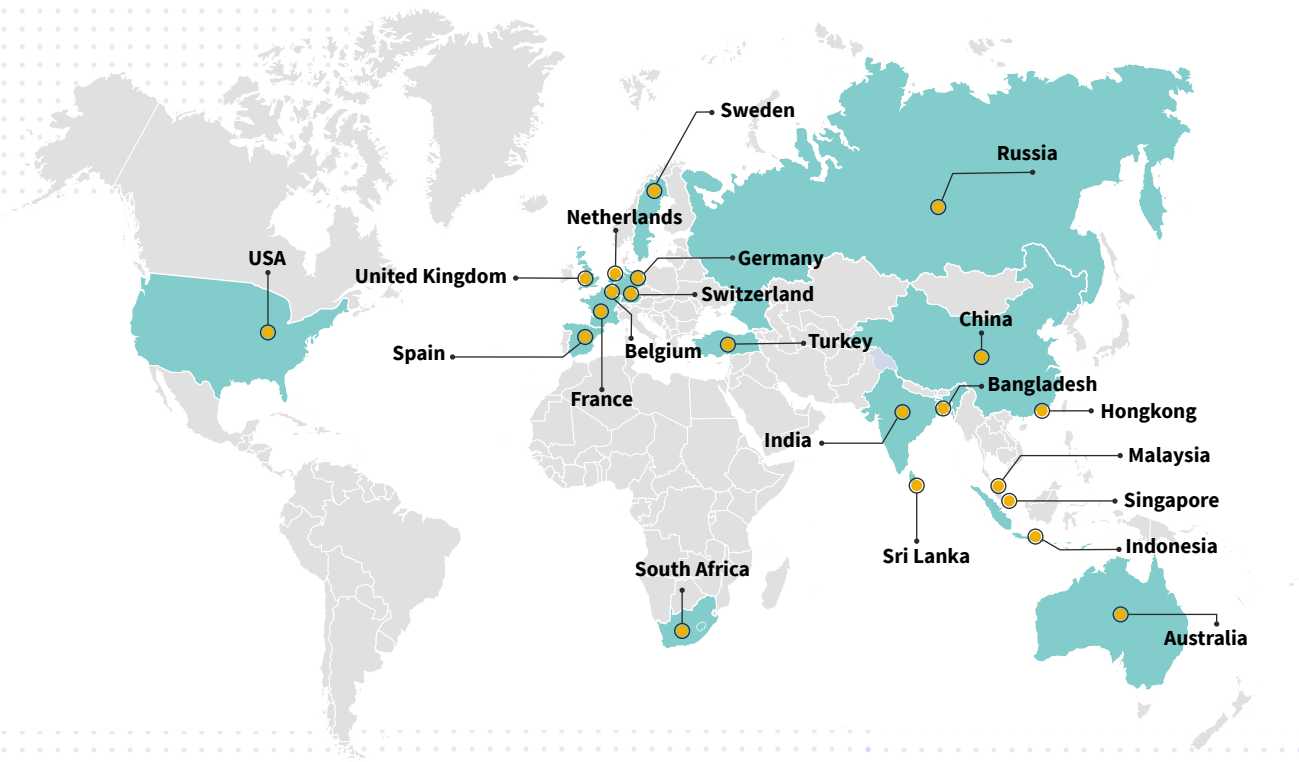 Sweden
Russia
Netherlands
USA
Germany
United Kingdom
Switzerland
China
Turkey
Spain
Belgium
Bangladesh
France
Hongkong
India
Malaysia
Singapore
Indonesia
Sri Lanka
South Africa
Australia